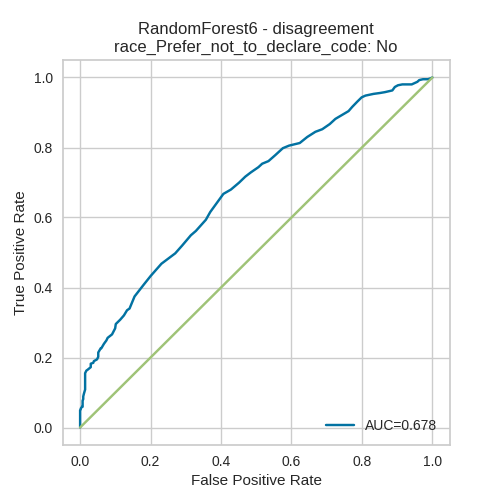 RandomForest6 - disagreement
race_Prefer_not_to_declare_code: No
1.0
0.8
0.6
0.4
0.2
0.0
True Positive Rate
AUC=0.678
0.0 0.2 0.4 0.6 0.8 1.0
False Positive Rate